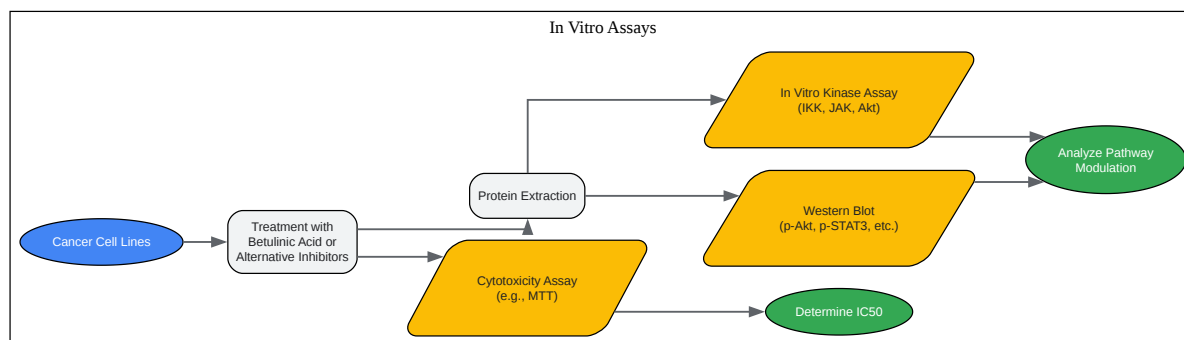 In Vitro Assays
In Vitro Kinase Assay
(IKK, JAK, Akt)
Analyze Pathway
Modulation
Protein Extraction
Western Blot
(p-Akt, p-STAT3, etc.)
Cancer Cell Lines
Treatment with
Betulinic Acid or
Alternative Inhibitors
Cytotoxicity Assay
(e.g., MTT)
Determine IC50